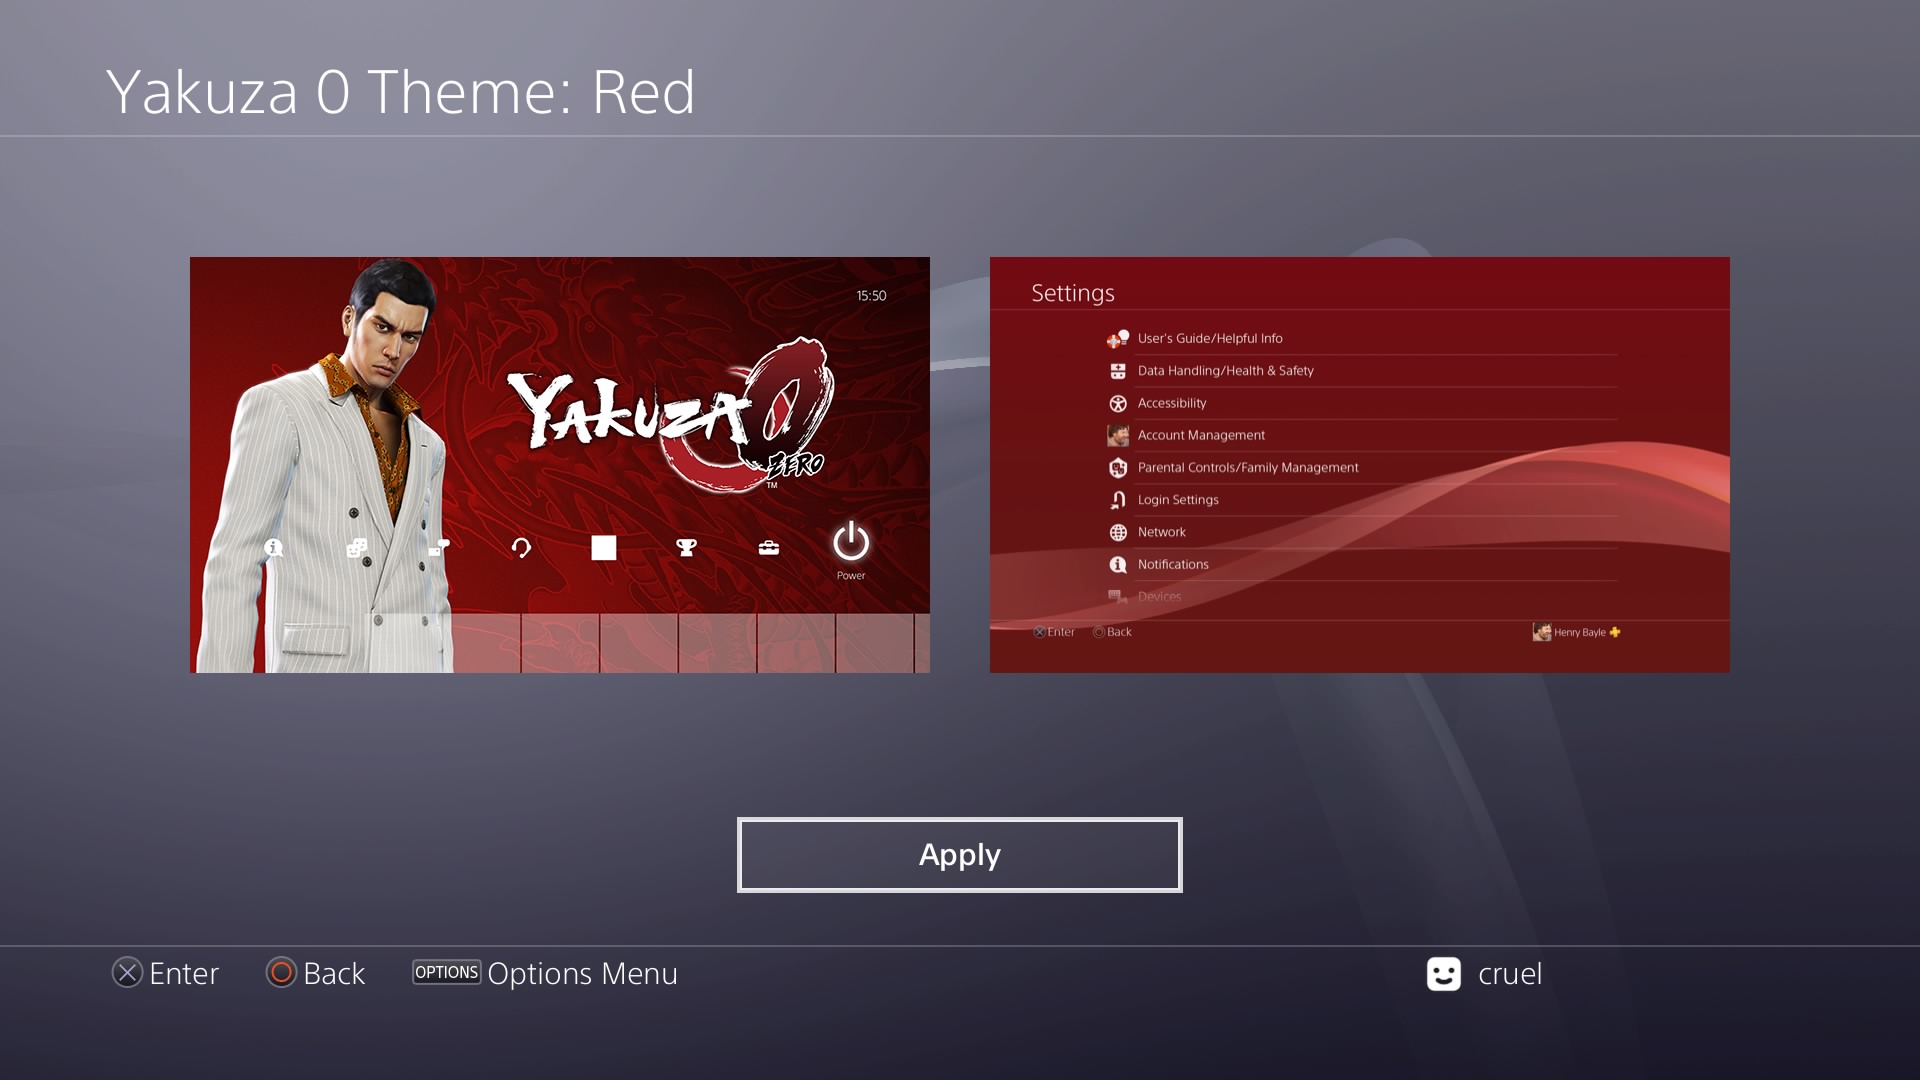 Yakuza 0 Theme: Red
15:50
YAKUZA 0
ZERO
TM
Power
Settings
User's Guide/Helpful Info
Data Handling/Health & Safety
Accessibility
Account Management
Parental Controls/Family Management
Login Settings
Network
Notifications
Devices
Enter Back Henry Bayle
Apply
Enter Back OPTIONS Options Menu cruel